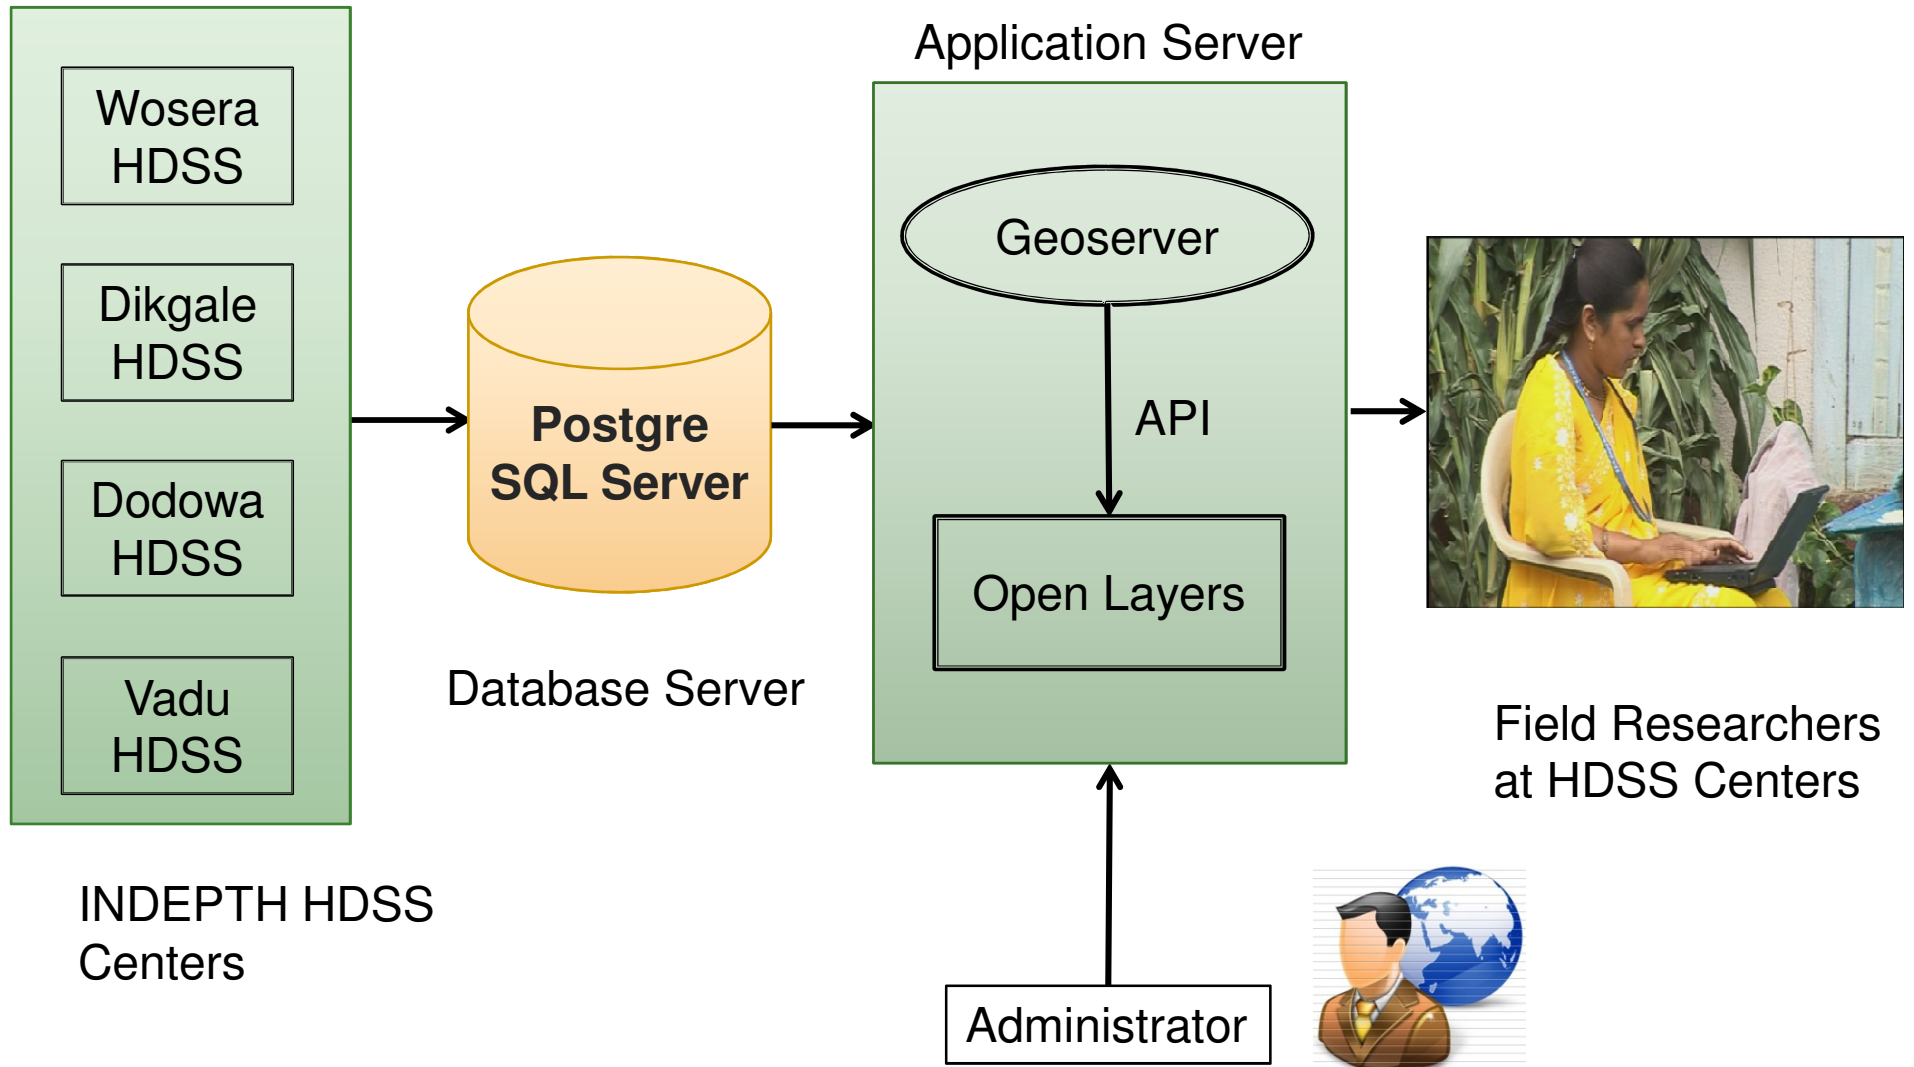 Wosera
HDSS
Dikgale
HDSS
Dodowa
HDSS
Vadu
HDSS
INDEPTH HDSS
Centers
Postgre
SQL Server
Database Server
Application Server
Geoserver
API
Open Layers
Administrator
Field Researchers
at HDSS Centers